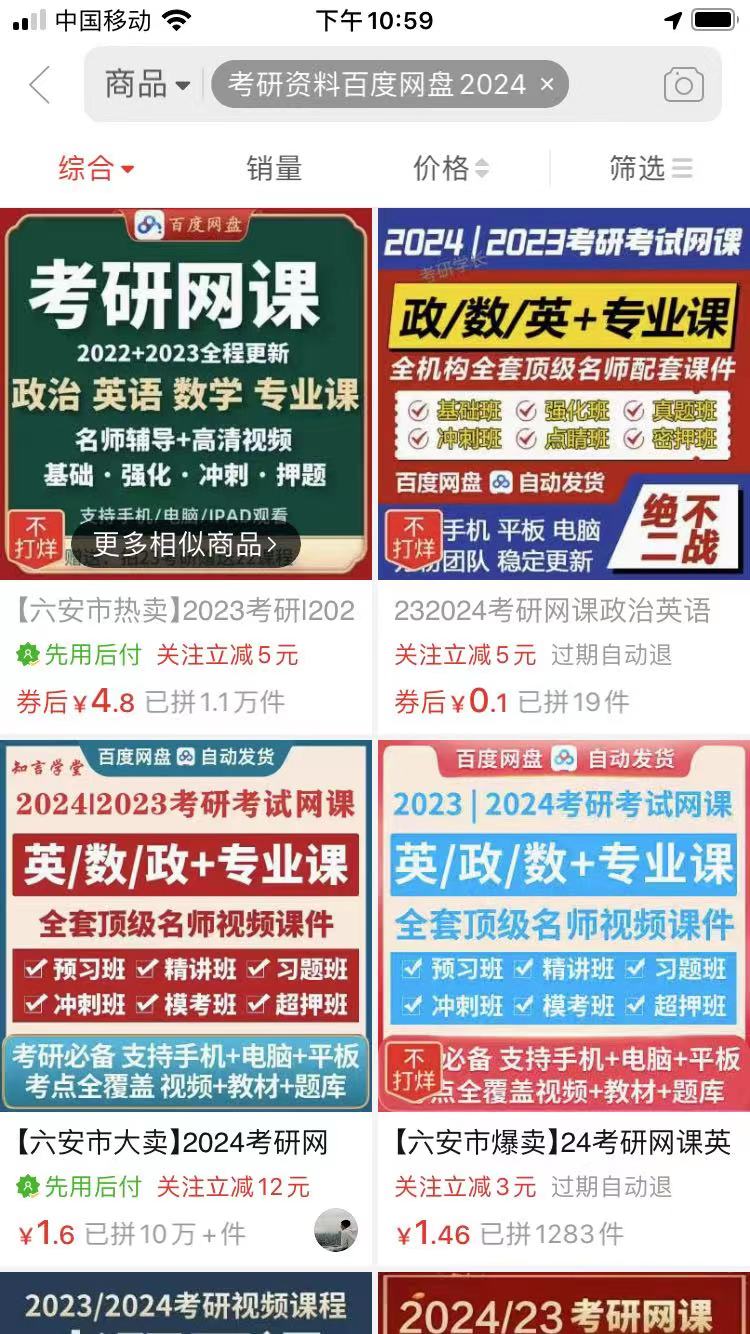 中国移动
下午10:59
商品
考研资料百度网盘2024 ×
综合
销量
价格
筛选
百度网盘
考研网课
2022+2023全程更新
政治 英语 数学 专业课
名师辅导+高清视频
基础·强化·冲刺·押题
支持手机/电脑/IPAD观看
不打烊
更多相似商品>
【六安市热卖】2023考研I202
先用后付 关注立减5元
券后¥4.8 已拼1.1万件
2024|2023考研考试网课
考研学长
政/数/英+专业课
全机构全套顶级名师配套课件
基础班 强化班 真题班
冲刺班 点睛班 密押班
百度网盘 自动发货
不打烊
手机 平板 电脑
团队 稳定更新
绝不二战
232024考研网课政治英语
关注立减5元 过期自动退
券后¥0.1 已拼19件
知言学堂
百度网盘 自动发货
2024|2023考研考试网课
英/数/政+专业课
全套顶级名师视频课件
预习班 精讲班 习题班
冲刺班 模考班 超押班
考研必备 支持手机+电脑+平板
考点全覆盖 视频+教材+题库
【六安市大卖】2024考研网
先用后付 关注立减12元
¥1.6 已拼10万+件
百度网盘 自动发货
2023|2024考研考试网课
英/政/数+专业课
全套顶级名师视频课件
预习班 精讲班 习题班
冲刺班 模考班 超押班
不打烊
必备 支持手机+电脑+平板
点全覆盖 视频+教材+题库
【六安市爆卖】24考研网课英
关注立减3元 过期自动退
¥1.46 已拼1283件
2023/2024考研视频课程
2024/23考研网课